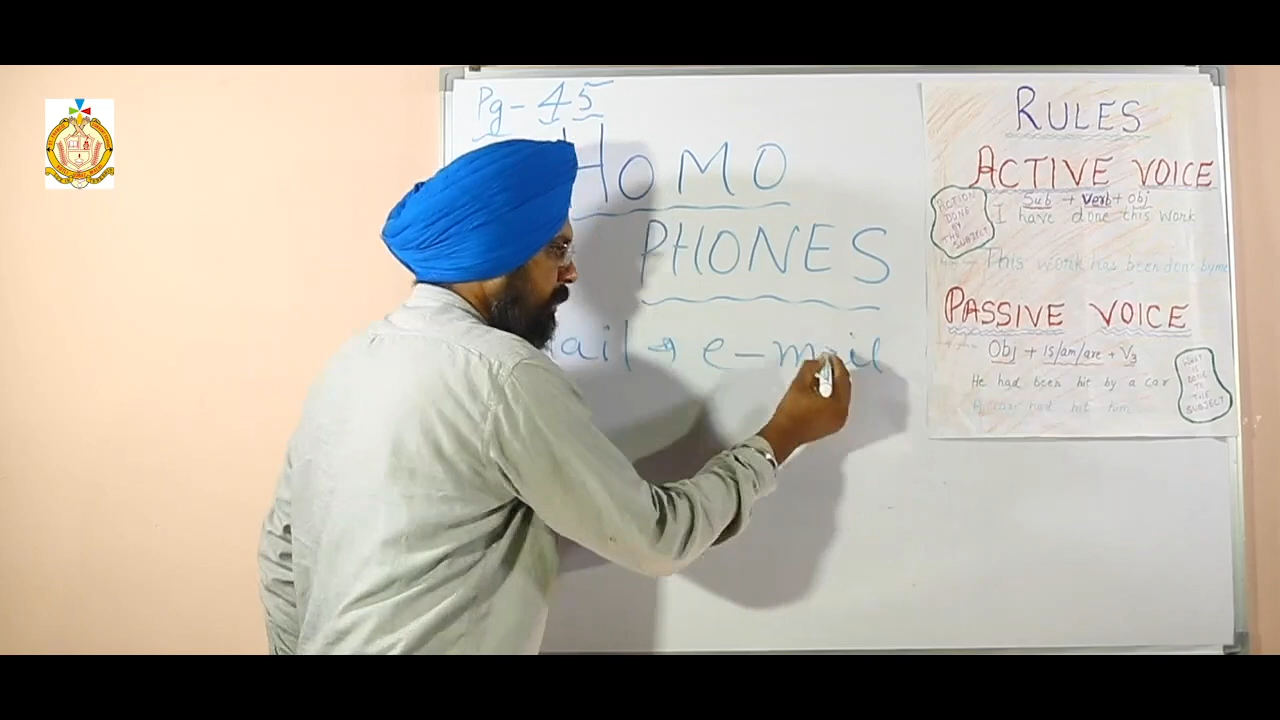 Pg - 45
HOMO
PHONES
ail → e-mail
RULES
ACTIVE VOICE
Sub + Verb + Obj
I have done this work
ACTION
DONE
BY
THE
SUBJECT
This work has been done by me
PASSIVE VOICE
Obj + is/am/are + V3
He had been hit by a car
A car had hit him
WHAT
IS
DONE
TO
THE
SUBJECT